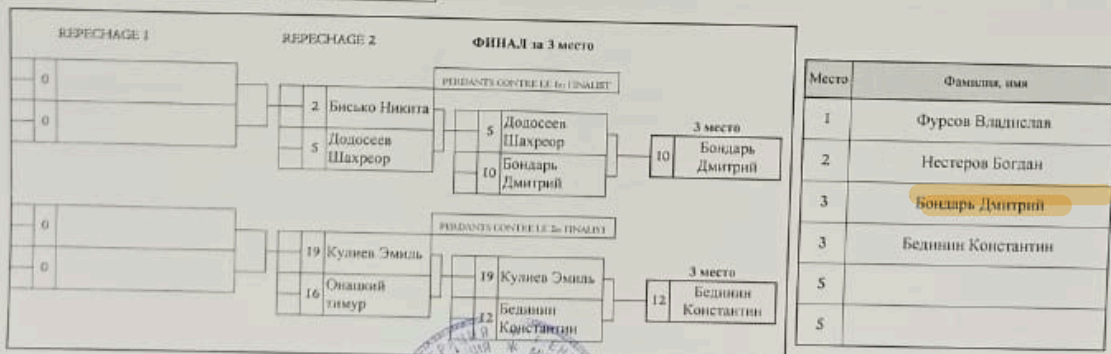 REPECHAGE 1
REPECHAGE 2
ФИНАЛ за 3 место
PERDANTS CONTRE LE 1er FINALIST
0
0
2 Бисько Никита
5 Додосеев
Шахреор
5 Додосеев
Шахреор
10 Бондарь
Дмитрий
3 место
10 Бондарь
Дмитрий
PERDANTS CONTRE LE 2e FINALIST
0
0
19 Кулиев Эмиль
16 Онацкий
тимур
19 Кулиев Эмиль
12 Бединин
Константин
3 место
12 Бединин
Константин
Место Фамилия, имя
1 Фурсов Владислав
2 Нестеров Богдан
3 Бондарь Дмитрий
3 Бединин Константин
5
5